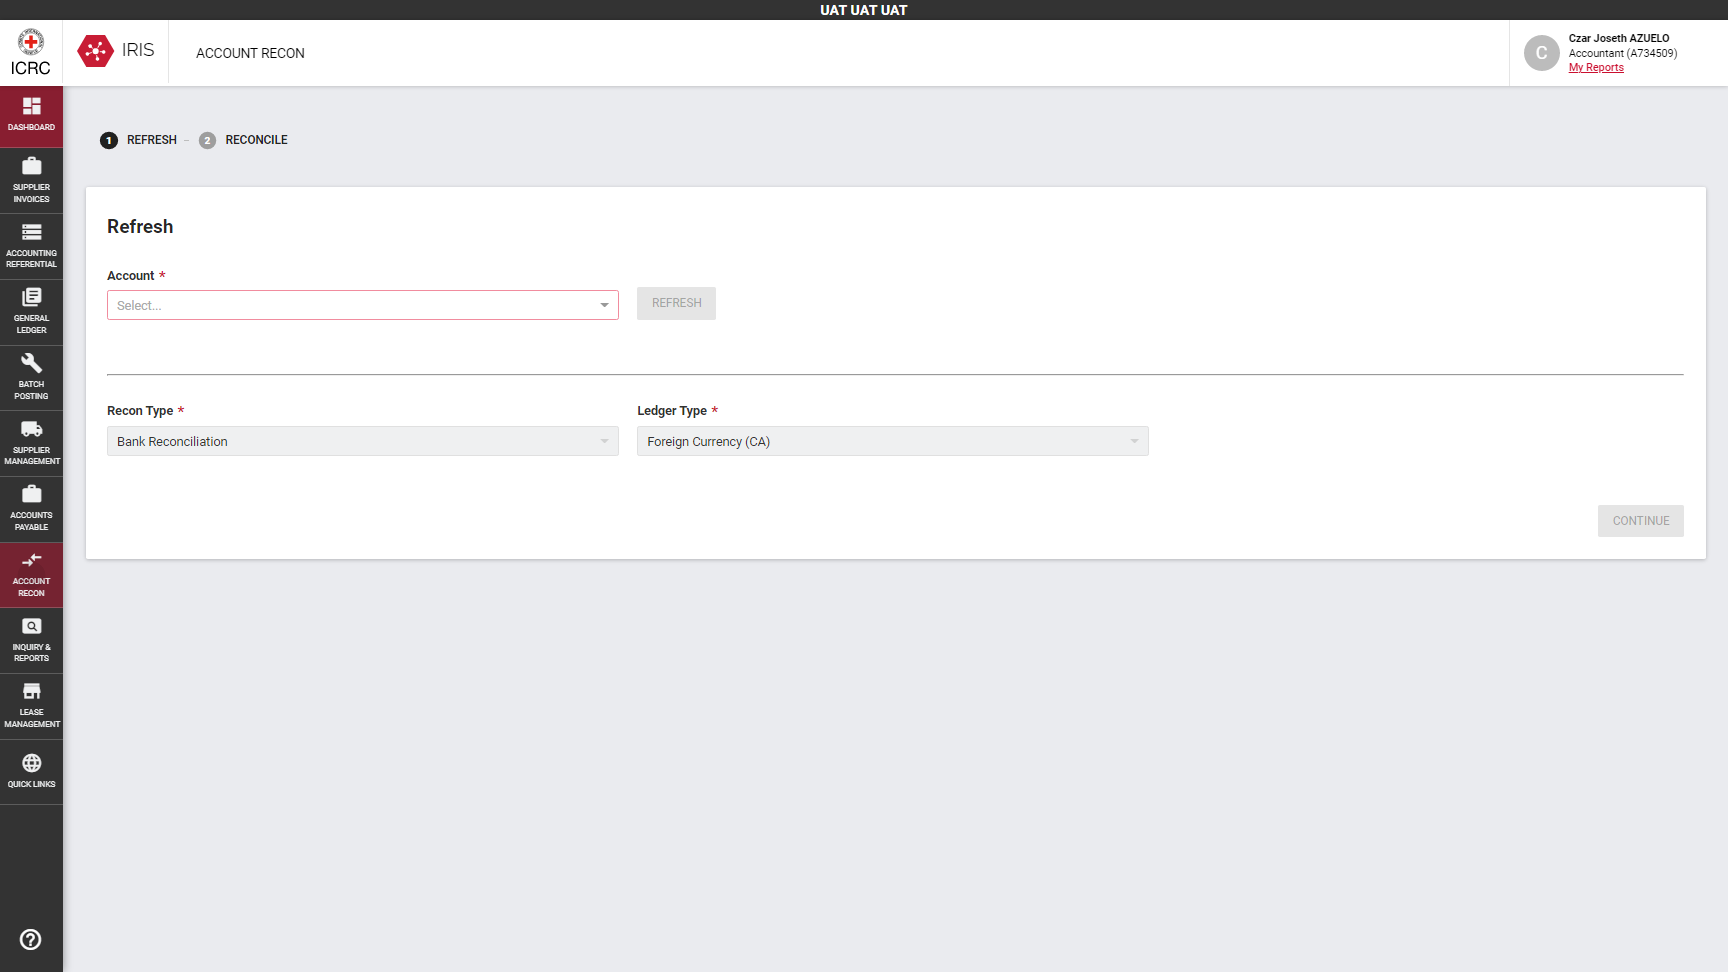 UAT UAT UAT
ICRC
IRIS
ACCOUNT RECON
C
Czar Joseth AZUELO
Accountant (A734509)
My Reports
DASHBOARD
SUPPLIER
INVOICES
ACCOUNTING
REFERENTIAL
GENERAL
LEDGER
BATCH
POSTING
SUPPLIER
MANAGEMENT
ACCOUNTS
PAYABLE
ACCOUNT
RECON
INQUIRY &
REPORTS
LEASE
MANAGEMENT
QUICK LINKS
?
1 REFRESH – 2 RECONCILE
Refresh
Account *
Select...
REFRESH
Recon Type * Ledger Type *
Bank Reconciliation Foreign Currency (CA)
CONTINUE